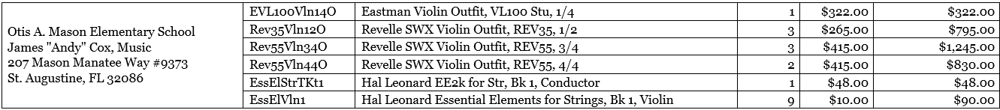 Otis A. Mason Elementary School
James "Andy" Cox, Music
207 Mason Manatee Way #9373
St. Augustine, FL 32086
EVL100Vln14O Eastman Violin Outfit, VL100 Stu, 1/4 1 $322.00 $322.00
Rev35Vln12O Revelle SWX Violin Outfit, REV35, 1/2 3 $265.00 $795.00
Rev55Vln34O Revelle SWX Violin Outfit, REV55, 3/4 3 $415.00 $1,245.00
Rev55Vln44O Revelle SWX Violin Outfit, REV55, 4/4 2 $415.00 $830.00
EssElStrTKt1 Hal Leonard EE2k for Str, Bk 1, Conductor 1 $48.00 $48.00
EssElVln1 Hal Leonard Essential Elements for Strings, Bk 1, Violin 9 $10.00 $90.00